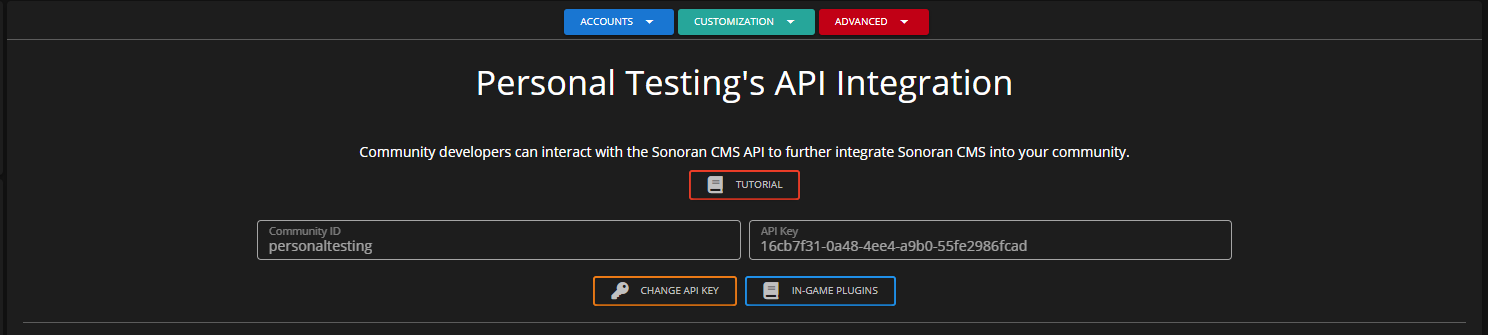 ACCOUNTS CUSTOMIZATION ADVANCED
Personal Testing's API Integration
Community developers can interact with the Sonoran CMS API to further integrate Sonoran CMS into your community.
TUTORIAL
Community ID API Key
personaltesting 16cb7f31-0a48-4ee4-a9b0-55fe2986fcad
CHANGE API KEY IN-GAME PLUGINS